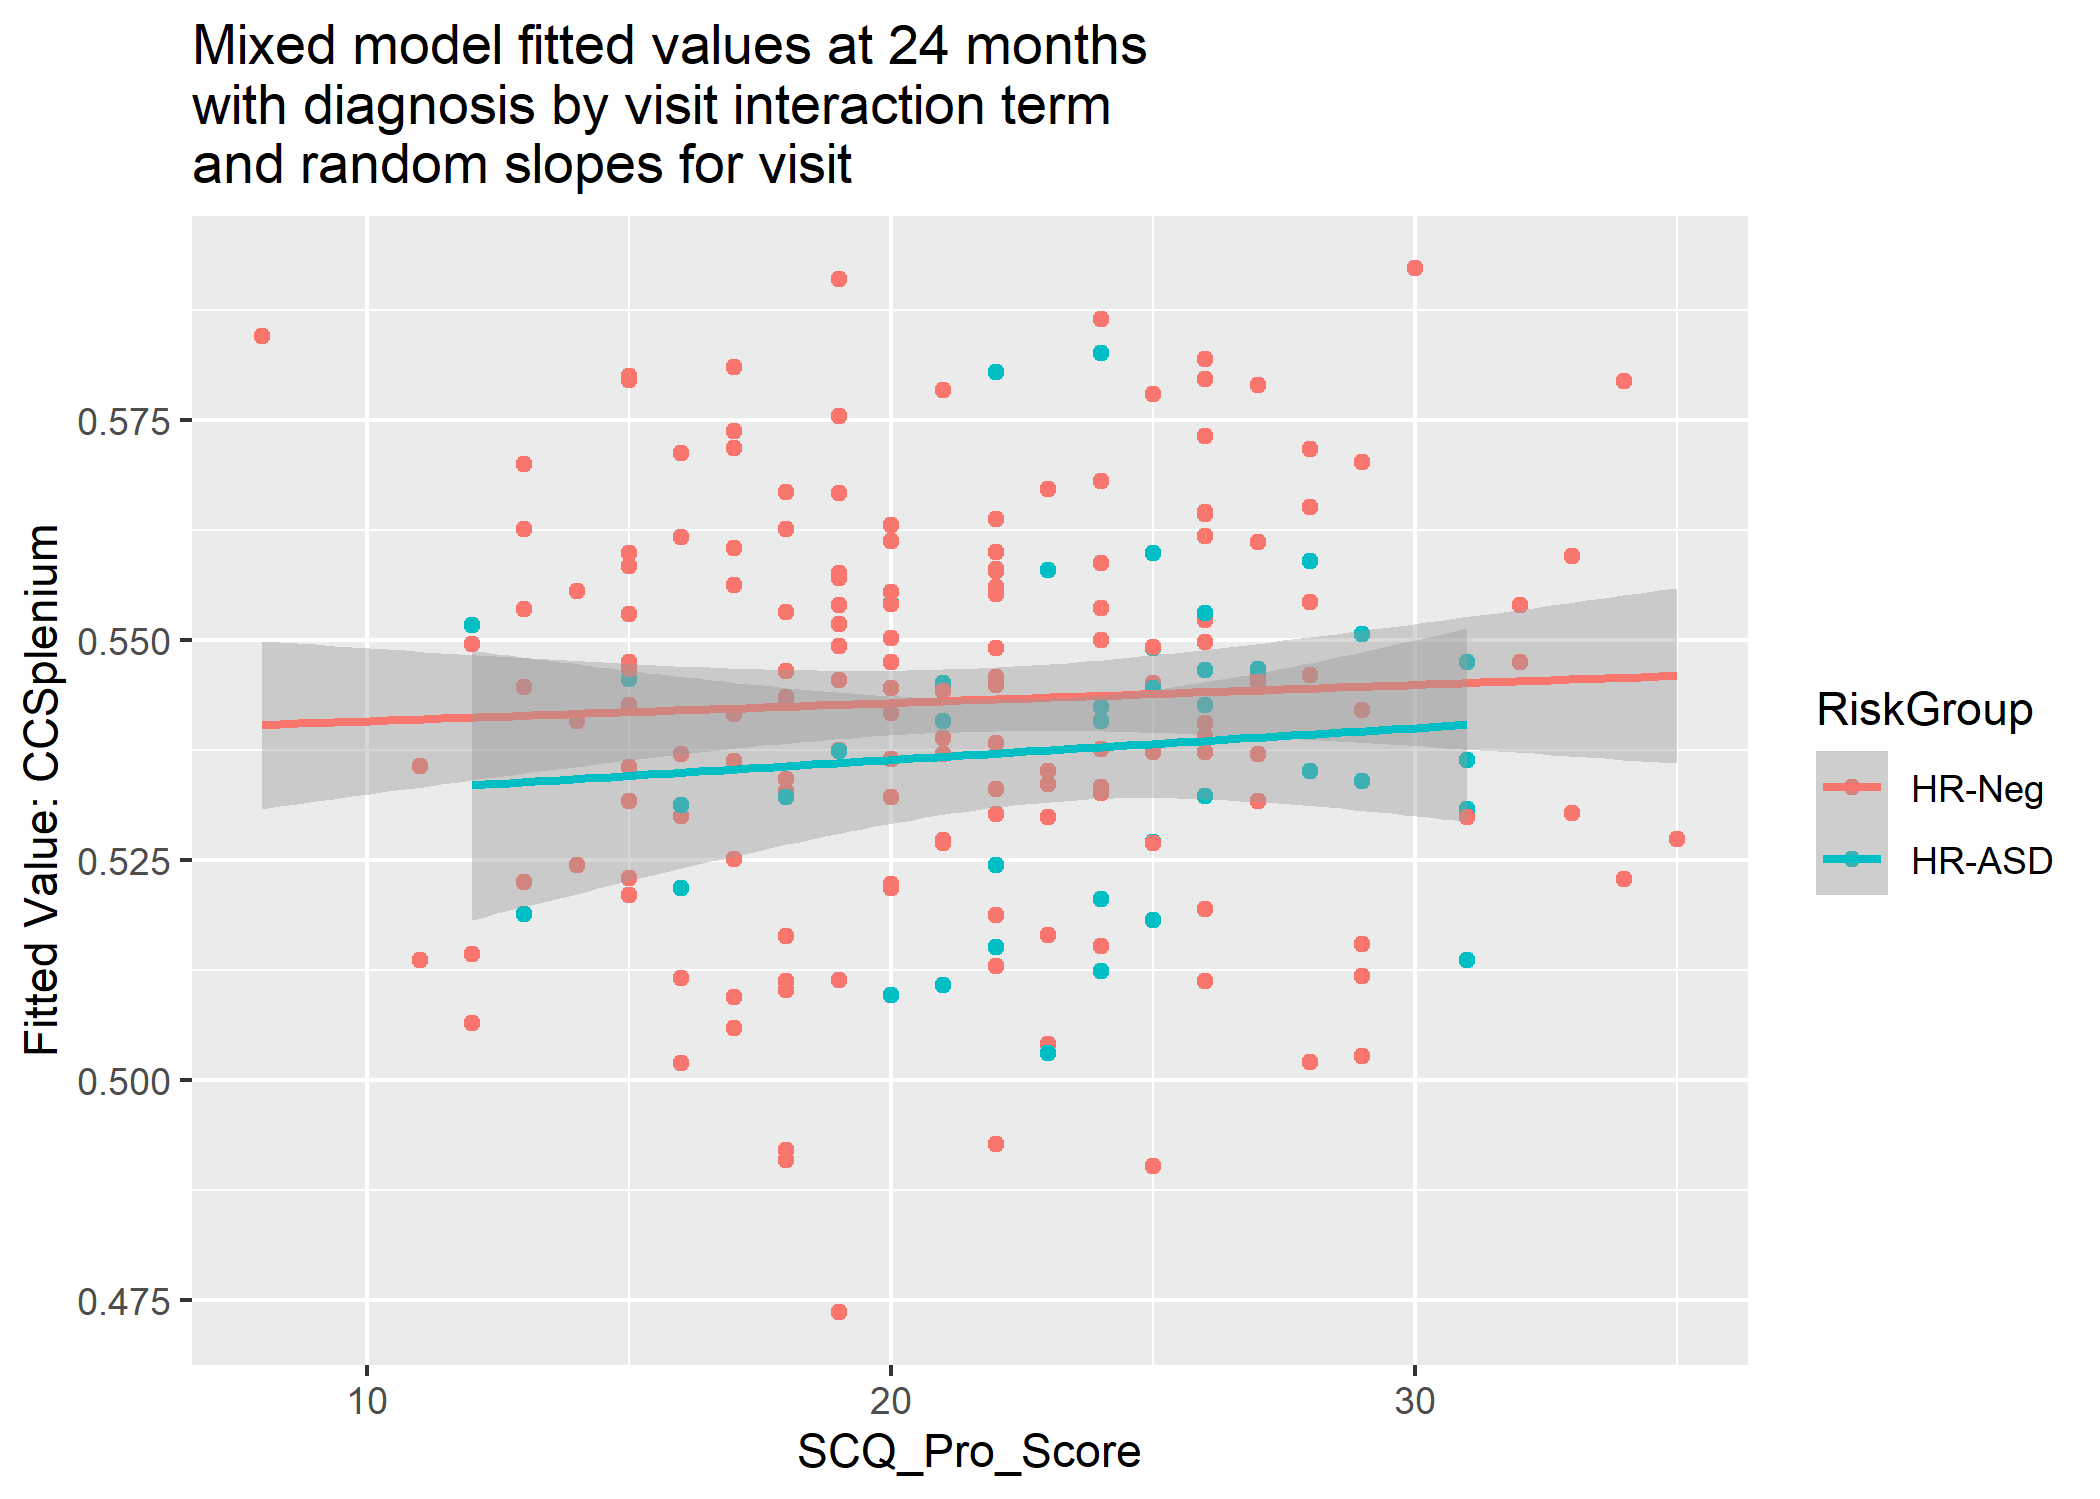 Mixed model fitted values at 24 months
with diagnosis by visit interaction term
and random slopes for visit
Fitted Value: CCSplenium
0.575
0.550
0.525
0.500
0.475
10 20 30
SCQ_Pro_Score
RiskGroup
HR-Neg
HR-ASD